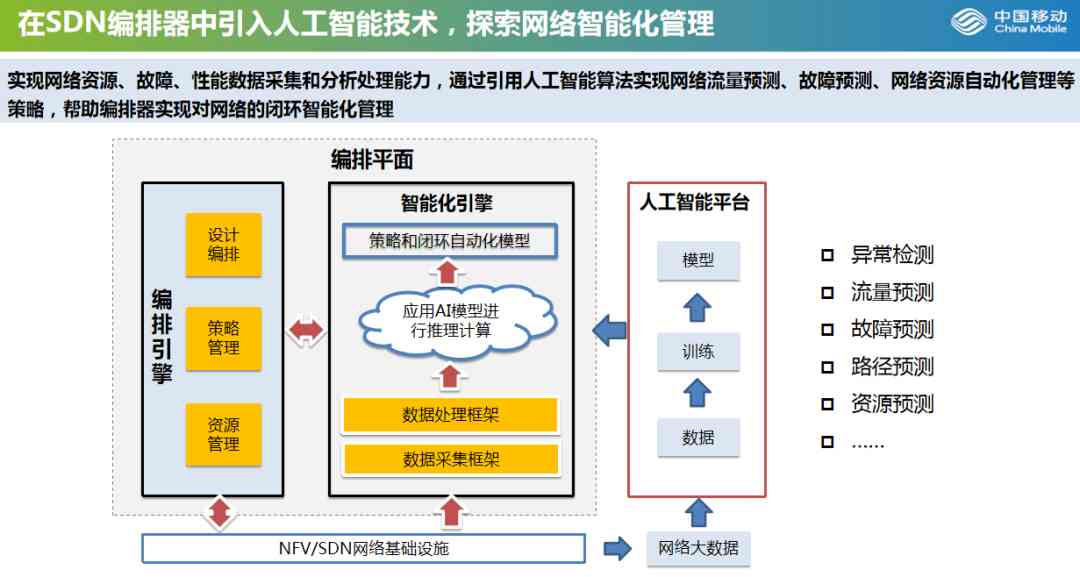 在SDN编排器中引入人工智能技术，探索网络智能化管理
中国移动
China Mobile
实现网络资源、故障、性能数据采集和分析处理能力，通过引用人工智能算法实现网络流量预测、故障预测、网络资源自动化管理等
策略，帮助编排器实现对网络的闭环智能化管理
编排平面
编排引擎
设计
编排
策略
管理
资源
管理
智能化引擎
策略和闭环自动化模型
应用AI模型进
行推理计算
数据处理框架
数据采集框架
人工智能平台
模型
训练
数据
异常检测
流量预测
故障预测
路径预测
资源预测
……
NFV/SDN网络基础设施
网络大数据